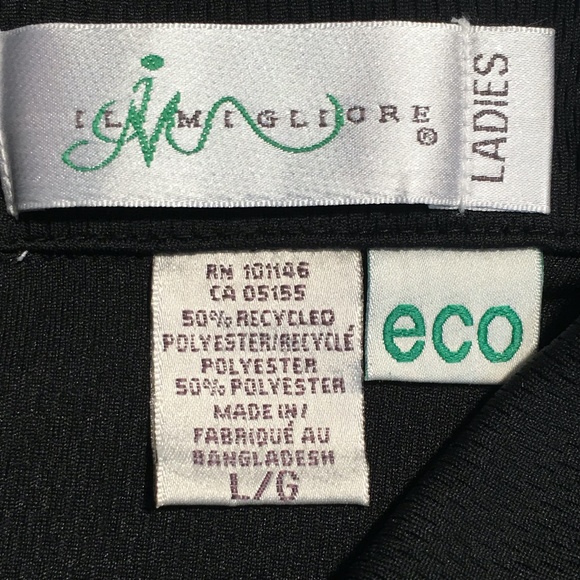 IL MIGLIORE®
LADIES
RN 101146
CA 05155
50% RECYCLED
POLYESTER/RECYCLÉ
POLYESTER
50% POLYESTER
MADE IN/
FABRIQUÉ AU
BANGLADESH
L/G
eco